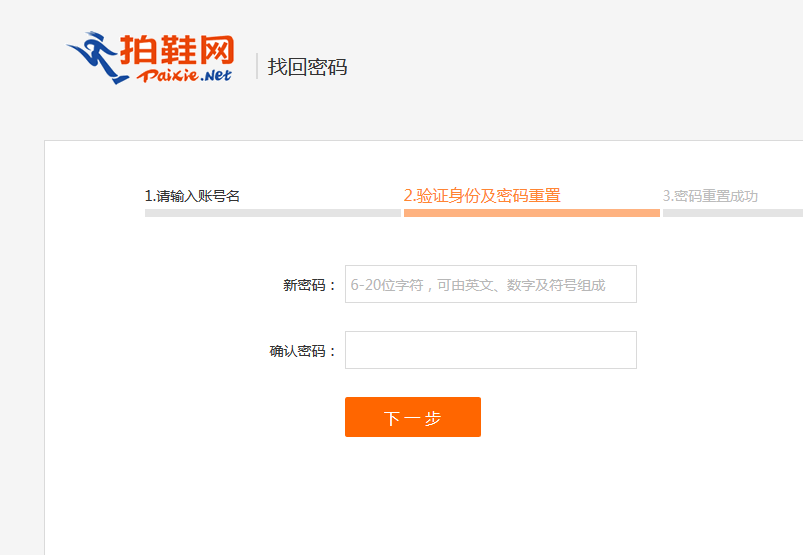 拍鞋网
Paixie.Net
找回密码
1.请输入账号名
2.验证身份及密码重置
3.密码重置成功
新密码：
6-20位字符，可由英文、数字及符号组成
确认密码：
下一步